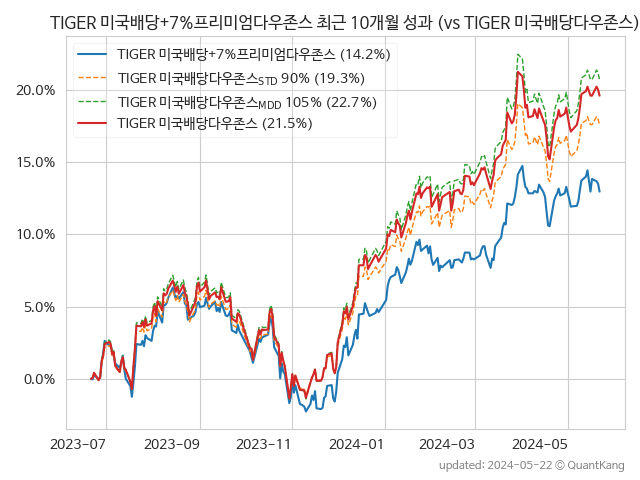 TIGER 미국배당+7%프리미엄다우존스 최근 10개월 성과 (vs TIGER 미국배당다우존스)
TIGER 미국배당+7%프리미엄다우존스 (14.2%)
TIGER 미국배당다우존스STD 90% (19.3%)
TIGER 미국배당다우존스MDD 105% (22.7%)
TIGER 미국배당다우존스 (21.5%)
20.0%
15.0%
10.0%
5.0%
0.0%
2023-07 2023-09 2023-11 2024-01 2024-03 2024-05
updated: 2024-05-22 © QuantKang